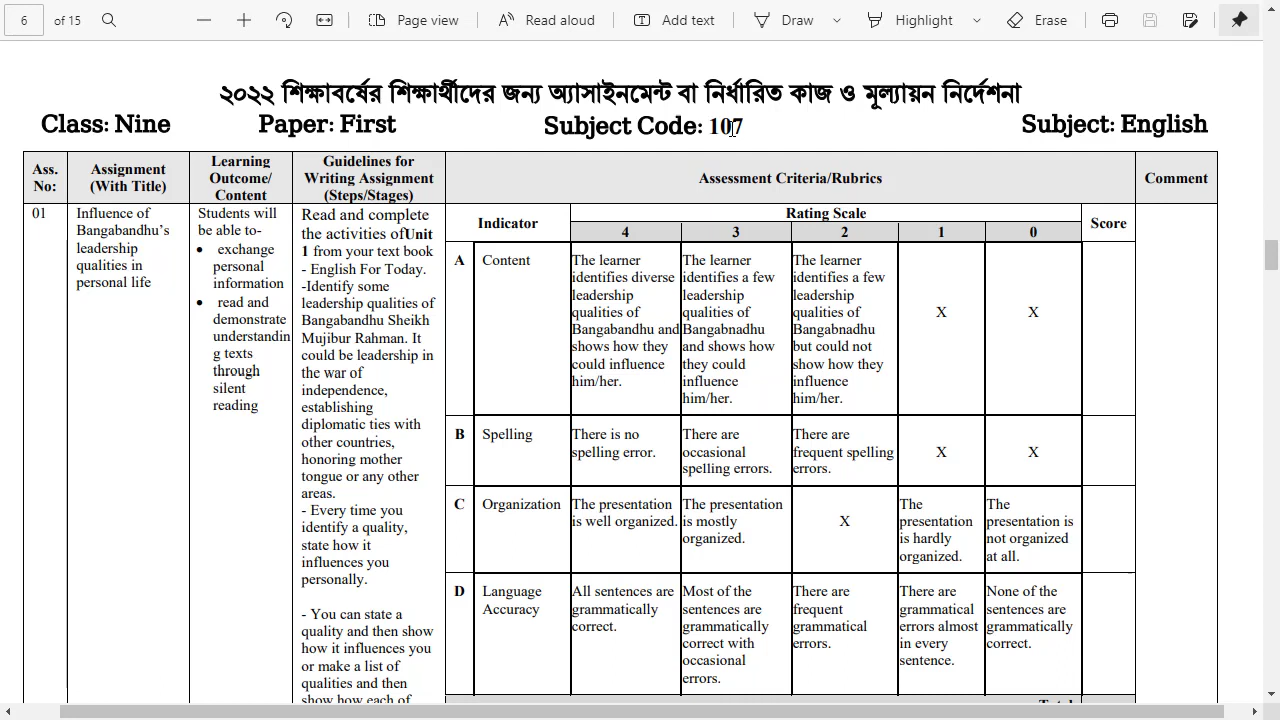 6 of 15 Page view Read aloud Add text Draw Highlight Erase
২০২২ শিক্ষাবর্ষের শিক্ষার্থীদের জন্য অ্যাসাইনমেন্ট বা নির্ধারিত কাজ ও মূল্যায়ন নির্দেশনা
Class: Nine Paper: First Subject Code: 107 Subject: English
Ass. No:
Assignment
(With Title)
Learning
Outcome/
Content
Guidelines for
Writing Assignment
(Steps/Stages)
Assessment Criteria/Rubrics
Comment
01
Influence of
Bangabandhu’s
leadership
qualities in
personal life
Students will
be able to-
• exchange
personal
information
• read and
demonstrate
understandin
g texts
through
silent
reading
Read and complete
the activities ofUnit
1 from your text book
- English For Today.
-Identify some
leadership qualities of
Bangabandhu Sheikh
Mujibur Rahman. It
could be leadership in
the war of
independence,
establishing
diplomatic ties with
other countries,
honoring mother
tongue or any other
areas.
- Every time you
identify a quality,
state how it
influences you
personally.
- You can state a
quality and then show
how it influences you
or make a list of
qualities and then
show how each of
Indicator
Rating Scale
Score
4 3 2 1 0
A Content
The learner
identifies diverse
leadership
qualities of
Bangabandhu and
shows how they
could influence
him/her.
The learner
identifies a few
leadership
qualities of
Bangabnadhu
and shows how
they could
influence
him/her.
The learner
identifies a few
leadership
qualities of
Bangabnadhu
but could not
show how they
influence
him/her.
X
X
B Spelling
There is no
spelling error.
There are
occasional
spelling errors.
There are
frequent spelling
errors.
X
X
C Organization
The presentation
is well organized.
The presentation
is mostly
organized.
X
The
presentation
is hardly
organized.
The
presentation is
not organized
at all.
D Language
Accuracy
All sentences are
grammatically
correct.
Most of the
sentences are
grammatically
correct with
occasional
errors.
There are
frequent
grammatical
errors.
There are
grammatical
errors almost
in every
sentence.
None of the
sentences are
grammatically
correct.